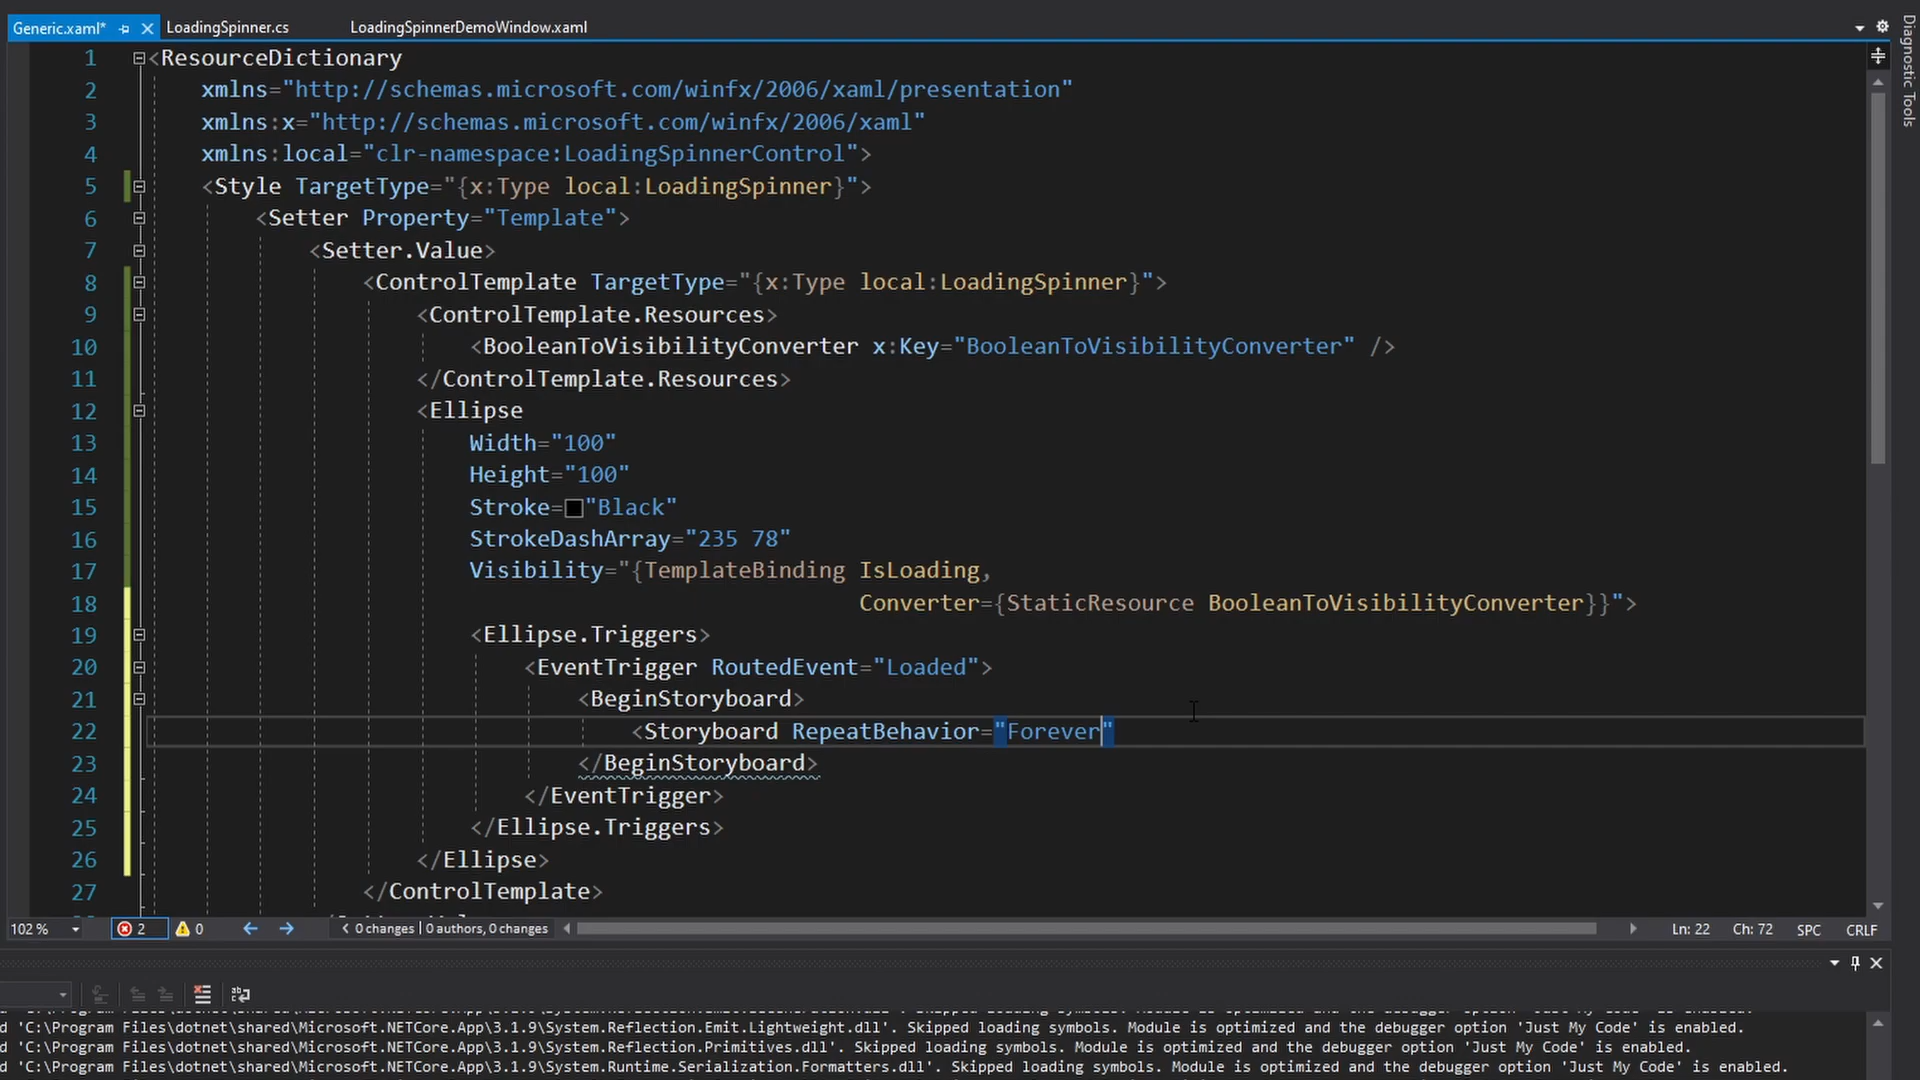 Generic.xaml*
LoadingSpinner.cs
LoadingSpinnerDemoWindow.xaml
Diagnostic Tools
1 <ResourceDictionary
2 xmlns="http://schemas.microsoft.com/winfx/2006/xaml/presentation"
3 xmlns:x="http://schemas.microsoft.com/winfx/2006/xaml"
4 xmlns:local="clr-namespace:LoadingSpinnerControl">
5 <Style TargetType="{x:Type local:LoadingSpinner}">
6 <Setter Property="Template">
7 <Setter.Value>
8 <ControlTemplate TargetType="{x:Type local:LoadingSpinner}">
9 <ControlTemplate.Resources>
10 <BooleanToVisibilityConverter x:Key="BooleanToVisibilityConverter" />
11 </ControlTemplate.Resources>
12 <Ellipse
13 Width="100"
14 Height="100"
15 Stroke="Black"
16 StrokeDashArray="235 78"
17 Visibility="{TemplateBinding IsLoading,
18 Converter={StaticResource BooleanToVisibilityConverter}}">
19 <Ellipse.Triggers>
20 <EventTrigger RoutedEvent="Loaded">
21 <BeginStoryboard>
22 <Storyboard RepeatBehavior="Forever"
23 </BeginStoryboard>
24 </EventTrigger>
25 </Ellipse.Triggers>
26 </Ellipse>
27 </ControlTemplate>
102 %
2
0
0 changes | 0 authors, 0 changes
Ln: 22 Ch: 72 SPC CRLF
d 'C:\Program Files\dotnet\shared\Microsoft.NETCore.App\3.1.9\System.Reflection.Emit.Lightweight.dll'. Skipped loading symbols. Module is optimized and the debugger option 'Just My Code' is enabled.
d 'C:\Program Files\dotnet\shared\Microsoft.NETCore.App\3.1.9\System.Reflection.Primitives.dll'. Skipped loading symbols. Module is optimized and the debugger option 'Just My Code' is enabled.
d 'C:\Program Files\dotnet\shared\Microsoft.NETCore.App\3.1.9\System.Runtime.Serialization.Formatters.dll'. Skipped loading symbols. Module is optimized and the debugger option 'Just My Code' is enabled.